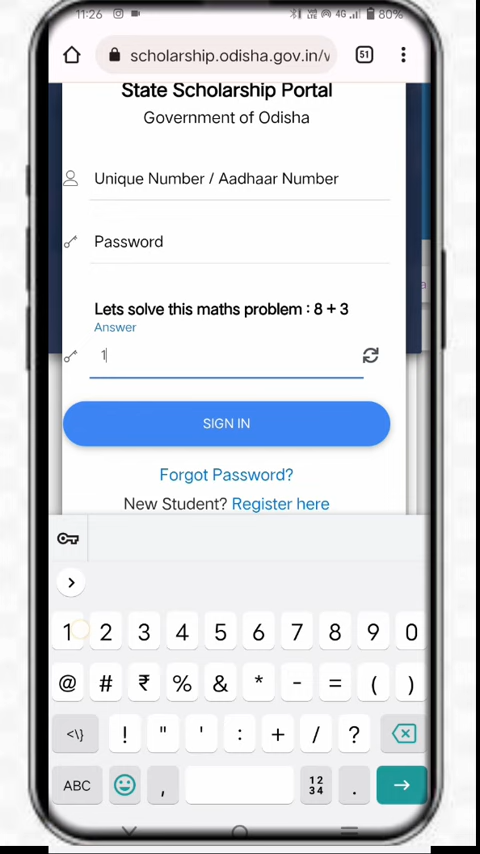 11:26
4G
80%
scholarship.odisha.gov.in/v
51
State Scholarship Portal
Government of Odisha
Unique Number / Aadhaar Number
Password
Lets solve this maths problem : 8 + 3
Answer
1
SIGN IN
Forgot Password?
New Student? Register here
1 2 3 4 5 6 7 8 9 0
@ # ₹ % & * - = ( )
<\} ! " ' : + / ?
ABC , 12 34 .